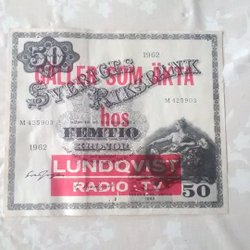 50
1962
GÄLLER SOM ÄKTA
SVERIGES RIKSBANK
M 425903 M 425903
hos
FEMTIO
KRONOR
1962
LUNDQVIST
RADIO - TV
50